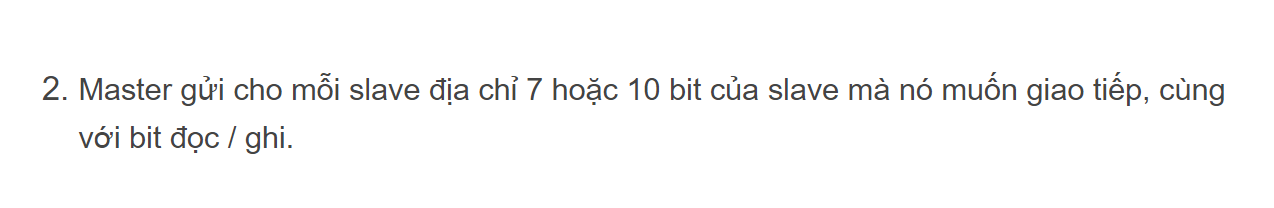 2. Master gửi cho mỗi slave địa chỉ 7 hoặc 10 bit của slave mà nó muốn giao tiếp, cùng
với bit đọc / ghi.